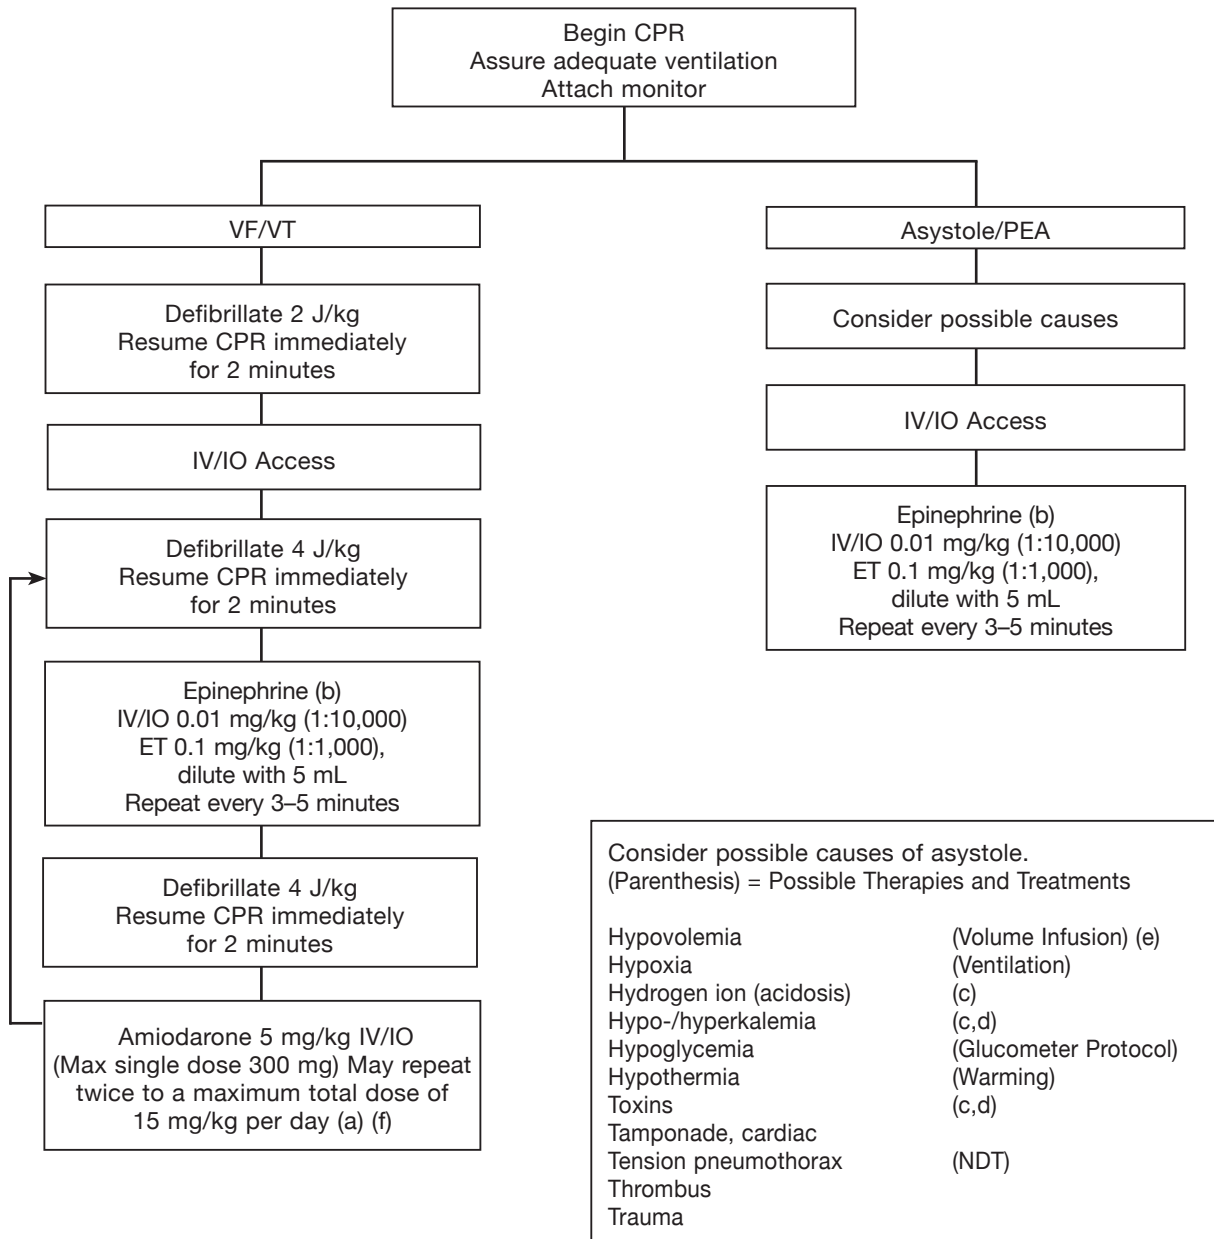 Begin CPR
Assure adequate ventilation
Attach monitor
VF/VT
Defibrillate 2 J/kg
Resume CPR immediately
for 2 minutes
IV/IO Access
Defibrillate 4 J/kg
Resume CPR immediately
for 2 minutes
Epinephrine (b)
IV/IO 0.01 mg/kg (1:10,000)
ET 0.1 mg/kg (1:1,000),
dilute with 5 mL
Repeat every 3–5 minutes
Defibrillate 4 J/kg
Resume CPR immediately
for 2 minutes
Amiodarone 5 mg/kg IV/IO
(Max single dose 300 mg) May repeat
twice to a maximum total dose of
15 mg/kg per day (a) (f)
Asystole/PEA
Consider possible causes
IV/IO Access
Epinephrine (b)
IV/IO 0.01 mg/kg (1:10,000)
ET 0.1 mg/kg (1:1,000),
dilute with 5 mL
Repeat every 3–5 minutes
Consider possible causes of asystole.
(Parenthesis) = Possible Therapies and Treatments
Hypovolemia (Volume Infusion) (e)
Hypoxia (Ventilation)
Hydrogen ion (acidosis) (c)
Hypo-/hyperkalemia (c,d)
Hypoglycemia (Glucometer Protocol)
Hypothermia (Warming)
Toxins (c,d)
Tamponade, cardiac
Tension pneumothorax (NDT)
Thrombus
Trauma